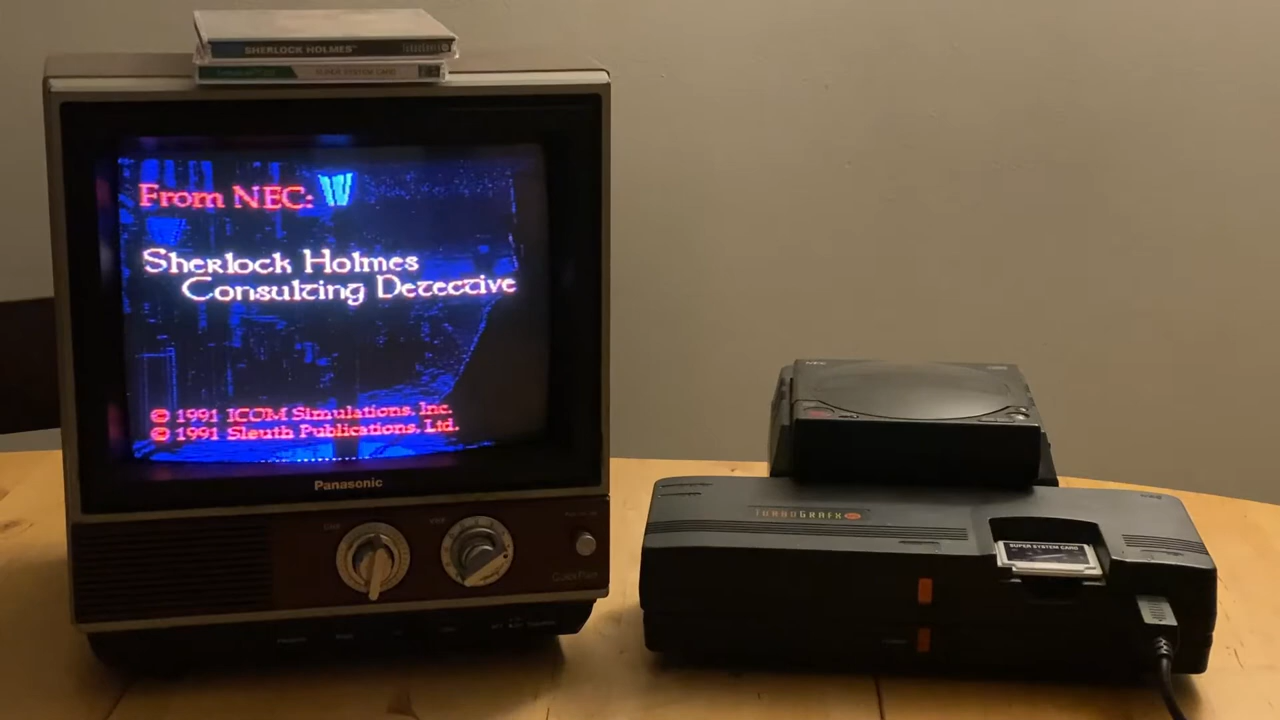 SHERLOCK HOLMES™
SUPER SYSTEM CARD
From NEC: W
Sherlock Holmes
Consulting Detective
© 1991 ICOM Simulations, Inc.
© 1991 Sleuth Publications, Ltd.
Panasonic
NEC
TURBOGRAFX
SUPER SYSTEM CARD